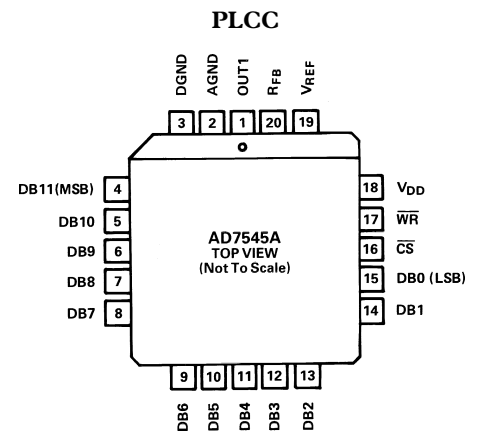 PLCC
DGND
AGND
OUT1
RFB
VREF
3
2
1
20
19
DB11(MSB) 4
DB10 5
DB9 6
DB8 7
DB7 8
AD7545A
TOP VIEW
(Not To Scale)
18 VDD
17 W̅R̅
16 C̅S̅
15 DB0 (LSB)
14 DB1
9
10
11
12
13
DB6
DB5
DB4
DB3
DB2